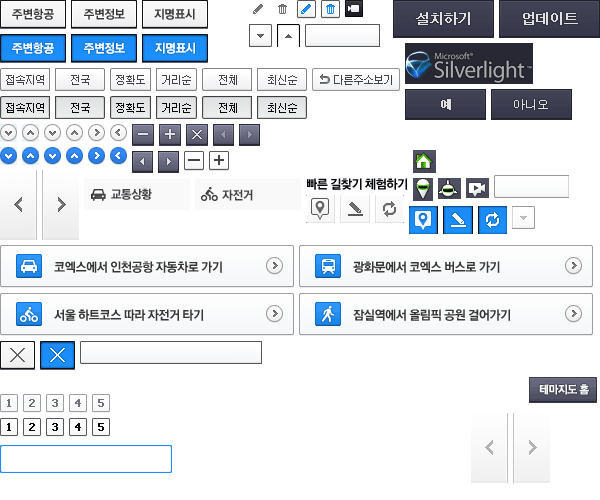 주변항공 주변정보 지명표시
설치하기 업데이트
주변항공 주변정보 지명표시
Microsoft®
Silverlight™
접속지역 전국 정확도 거리순 전체 최신순 다른주소보기
접속지역 전국 정확도 거리순 전체 최신순
예 아니오
교통상황 자전거
빠른 길찾기 체험하기
코엑스에서 인천공항 자동차로 가기
광화문에서 코엑스 버스로 가기
서울 하트코스 따라 자전거 타기
잠실역에서 올림픽 공원 걸어가기
테마지도 홈
1 2 3 4 5
1 2 3 4 5